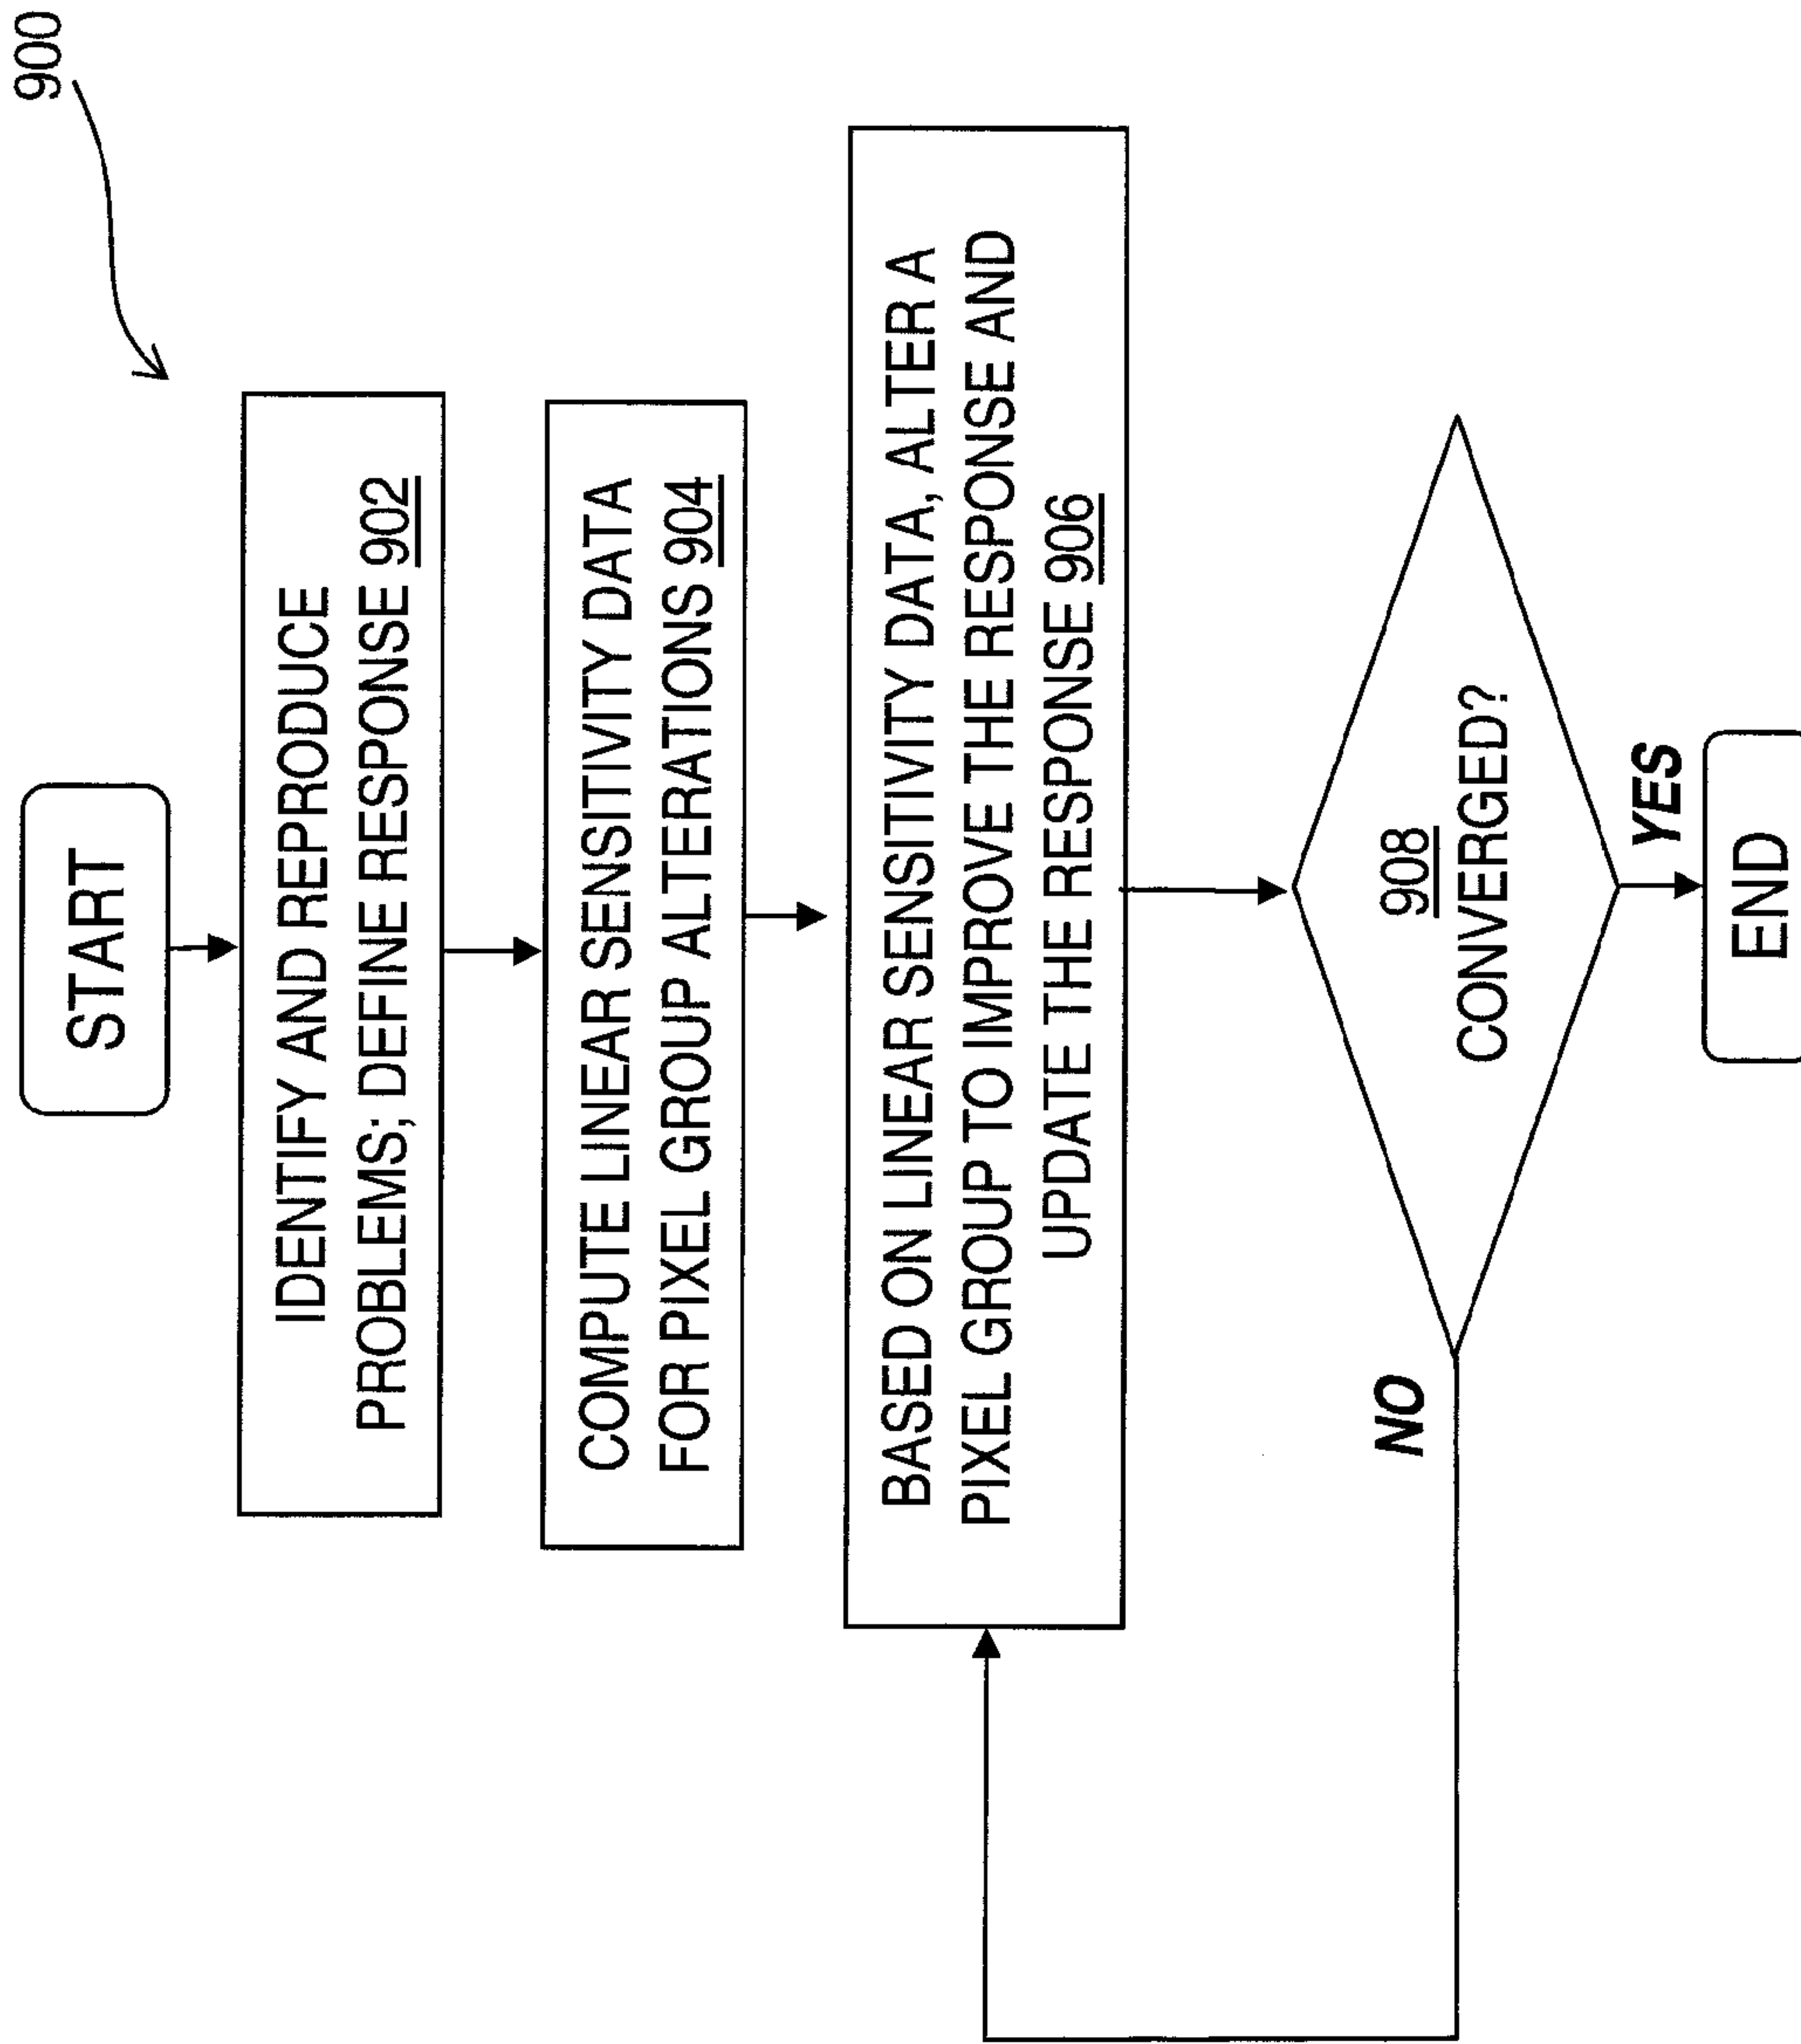 900
START
IDENTIFY AND REPRODUCE
PROBLEMS; DEFINE RESPONSE 902
COMPUTE LINEAR SENSITIVITY DATA
FOR PIXEL GROUP ALTERATIONS 904
BASED ON LINEAR SENSITIVITY DATA, ALTER A
PIXEL GROUP TO IMPROVE THE RESPONSE AND
UPDATE THE RESPONSE 906
908
CONVERGED?
NO
YES
END